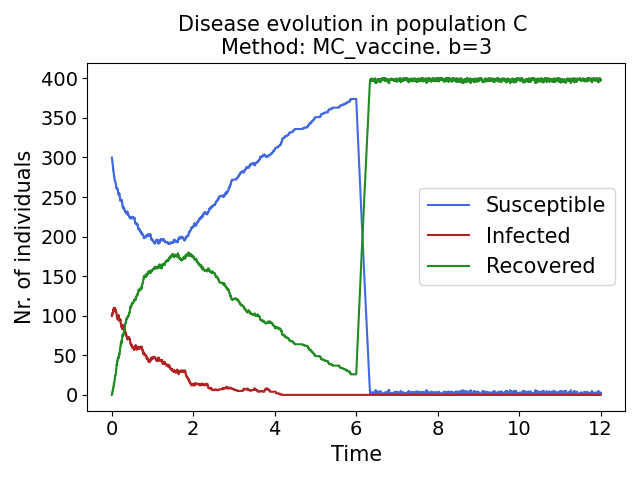 Disease evolution in population C
Method: MC_vaccine. b=3
Nr. of individuals
400
350
300
250
200
150
100
50
0
Susceptible
Infected
Recovered
0 2 4 6 8 10 12
Time